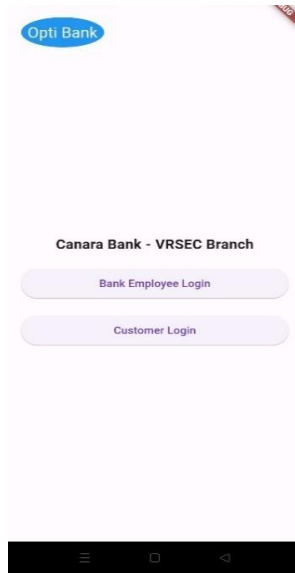 Opti Bank
Canara Bank - VRSEC Branch
Bank Employee Login
Customer Login